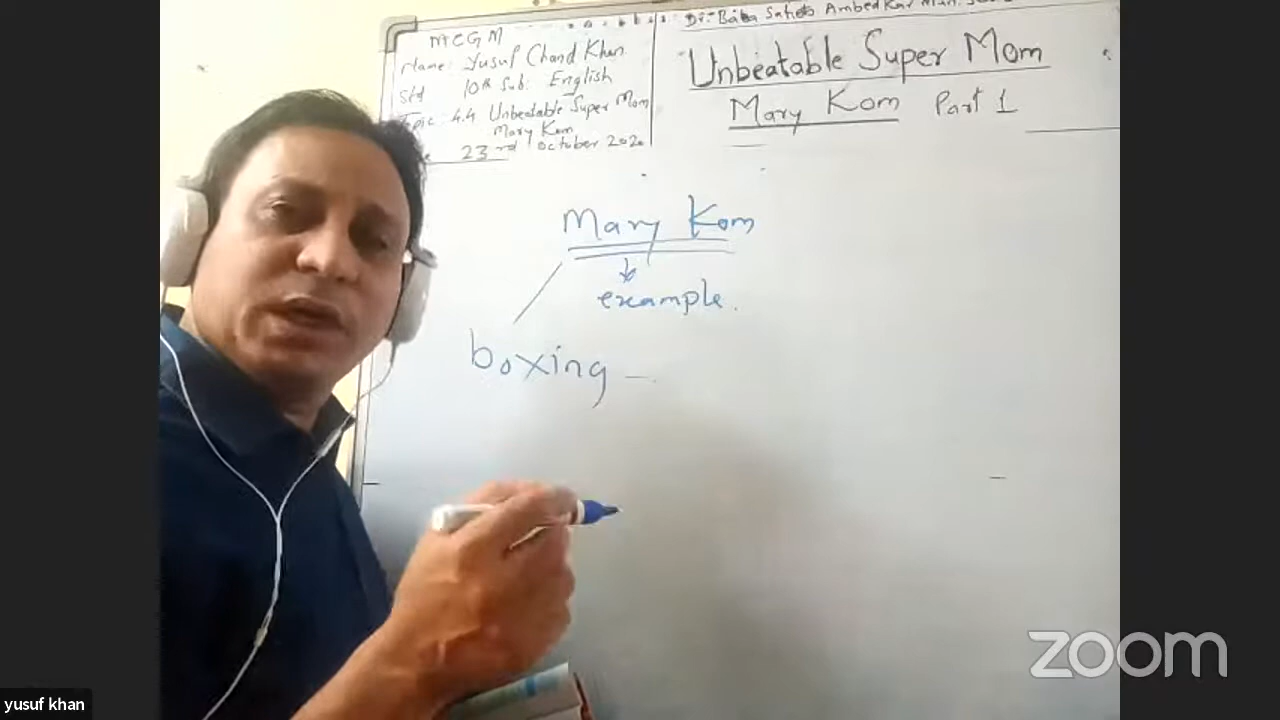 MCGM
Name: Yusuf Chand Khan
Std 10th Sub: English
Topic: 4.4 Unbeatable Super Mom
Mary Kom
23rd October 2020
Dr. Baba Saheb Ambedkar
Unbeatable Super Mom
Mary Kom Part 1
Mary Kom
example.
boxing
zoom
yusuf khan